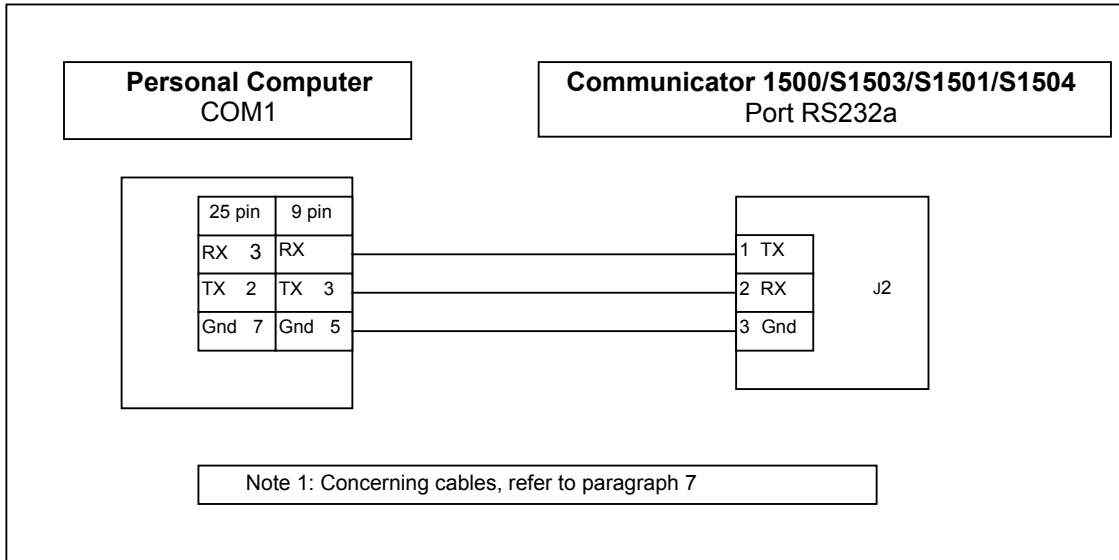 Personal Computer
COM1
Communicator 1500/S1503/S1501/S1504
Port RS232a
25 pin 9 pin
RX 3 RX
TX 2 TX 3
Gnd 7 Gnd 5
1 TX
2 RX
3 Gnd
J2
Note 1: Concerning cables, refer to paragraph 7